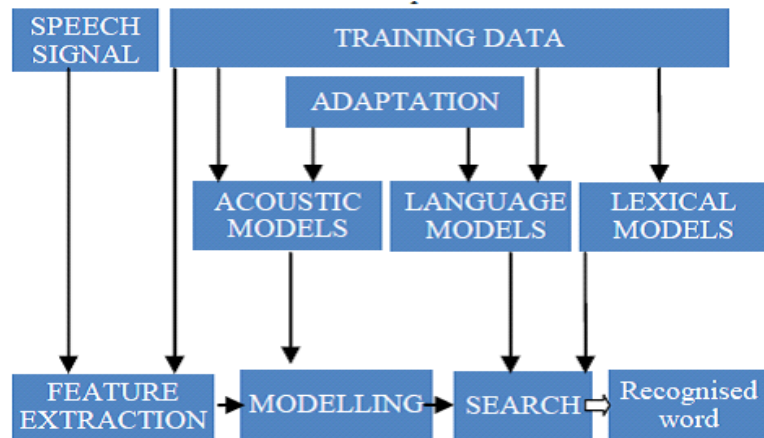 SPEECH
SIGNAL
TRAINING DATA
ADAPTATION
ACOUSTIC
MODELS
LANGUAGE
MODELS
LEXICAL
MODELS
FEATURE
EXTRACTION
MODELLING
SEARCH
Recognised
word